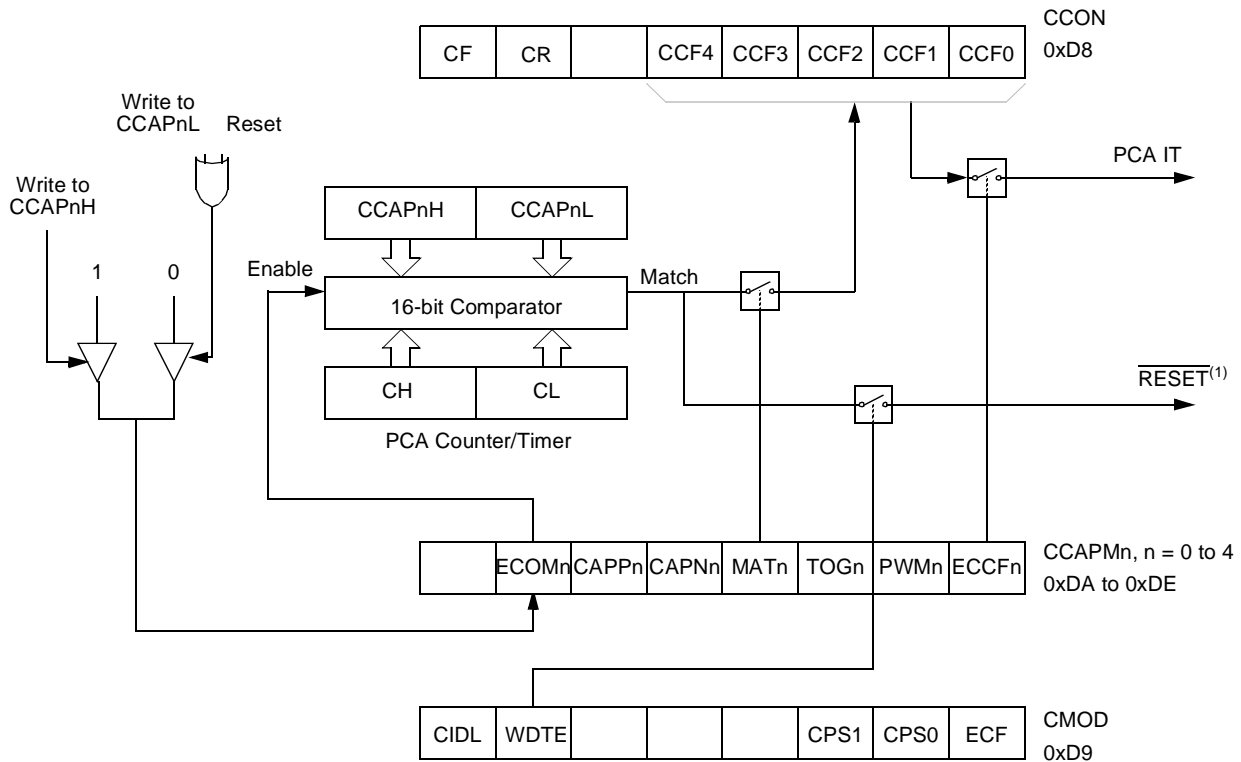 CCON
0xD8
CF CR CCF4 CCF3 CCF2 CCF1 CCF0
Write to
CCAPnL Reset
Write to
CCAPnH
PCA IT
CCAPnH CCAPnL
1 0
Enable
Match
16-bit Comparator
RESET(1)
CH CL
PCA Counter/Timer
ECOMn CAPPn CAPNn MATn TOGn PWMn ECCFn
CCAPMn, n = 0 to 4
0xDA to 0xDE
CIDL WDTE CPS1 CPS0 ECF
CMOD
0xD9